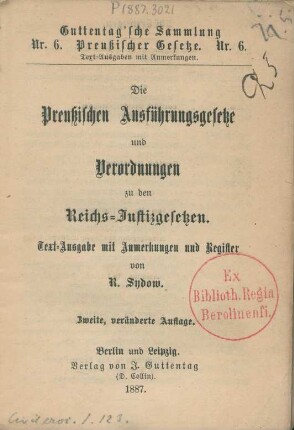 P1887.3021
Guttentag'sche Sammlung
Nr. 6. Preußischer Gesetze. Nr. 6.
Text-Ausgaben mit Anmerkungen.
Die
Preußischen Ausführungsgesetze
und
Verordnungen
zu den
Reichs=Justizgesetzen.
Text-Ausgabe mit Anmerkungen und Register
von
R. Sydow.
Ex
Biblioth. Regia
Berolinensi.
Zweite, veränderte Auflage.
Berlin und Leipzig.
Verlag von J. Guttentag
(D. Collin).
1887.